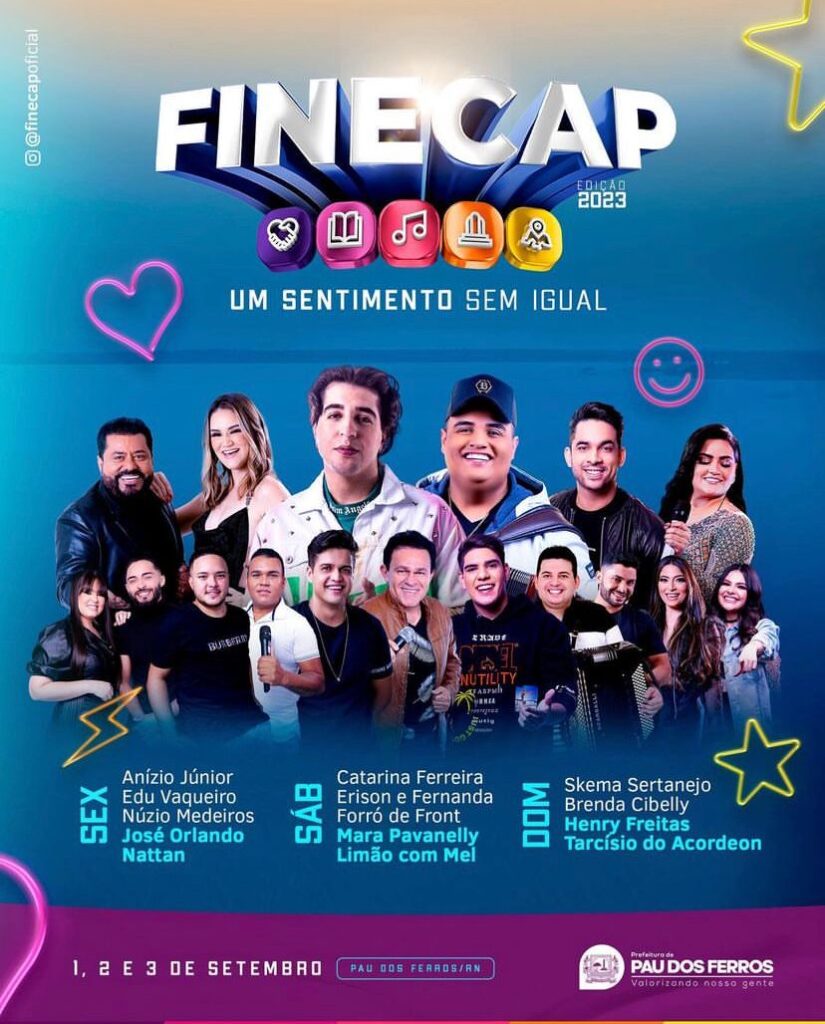 @finecapoficial
FINECAP
EDIÇÃO
2023
UM SENTIMENTO SEM IGUAL
BURBERRY
NUTILITY
SEX
Anízio Júnior
Edu Vaqueiro
Núzio Medeiros
José Orlando
Nattan
SÁB
Catarina Ferreira
Erison e Fernanda
Forró de Front
Mara Pavanelly
Limão com Mel
DOM
Skema Sertanejo
Brenda Cibelly
Henry Freitas
Tarcísio do Acordeon
1, 2 E 3 DE SETEMBRO
PAU DOS FERROS/RN
Prefeitura de
PAU DOS FERROS
Valorizando nossa gente